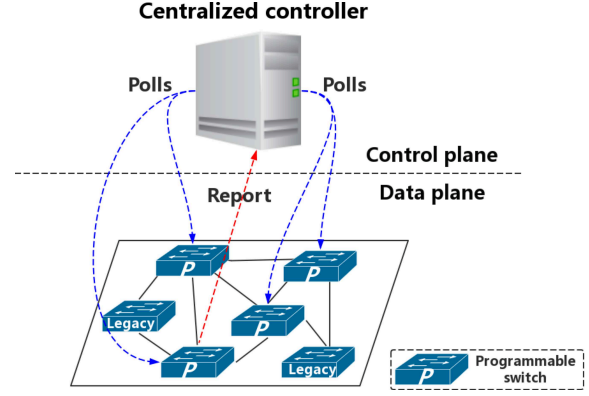 Centralized controller
Polls
Polls
Control plane
Report
Data plane
P
P
Legacy
P
P
Legacy
P
Programmable
switch